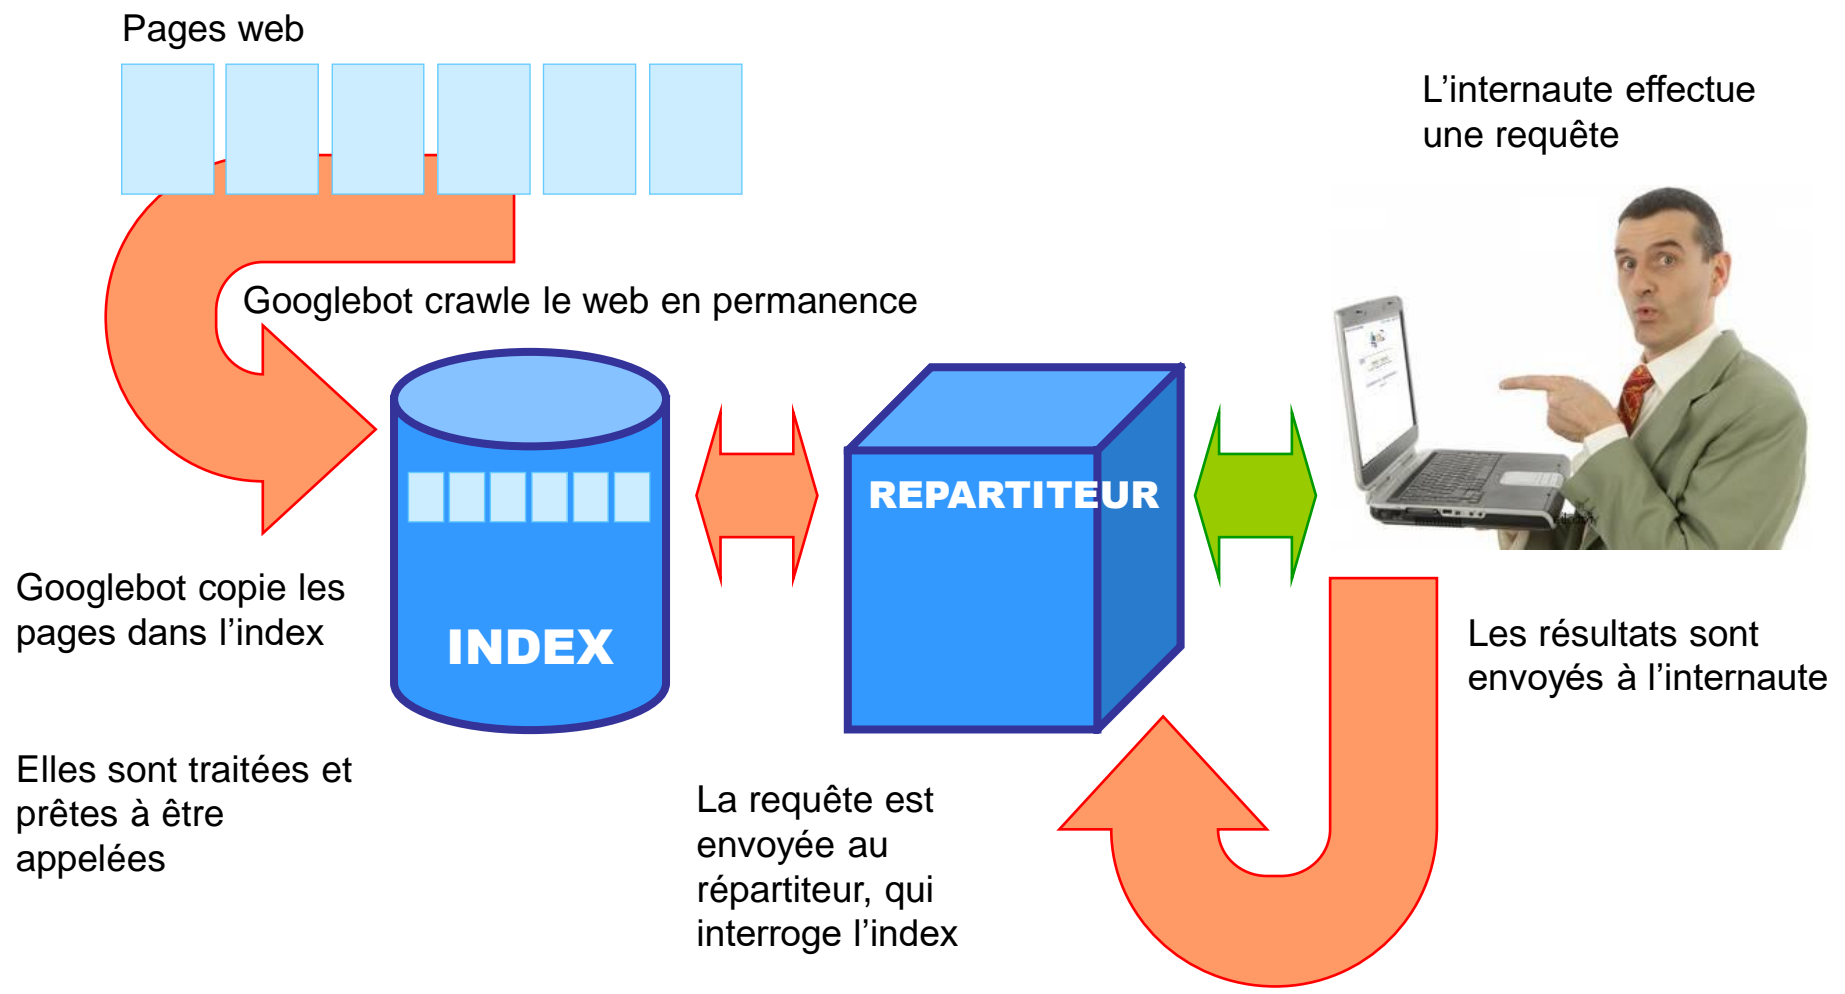 Pages web
L'internaute effectue
une requête
Googlebot crawle le web en permanence
REPARTITEUR
INDEX
Googlebot copie les
pages dans l'index
Les résultats sont
envoyés à l'internaute
Elles sont traitées et
prêtes à être
appelées
La requête est
envoyée au
répartiteur, qui
interroge l'index